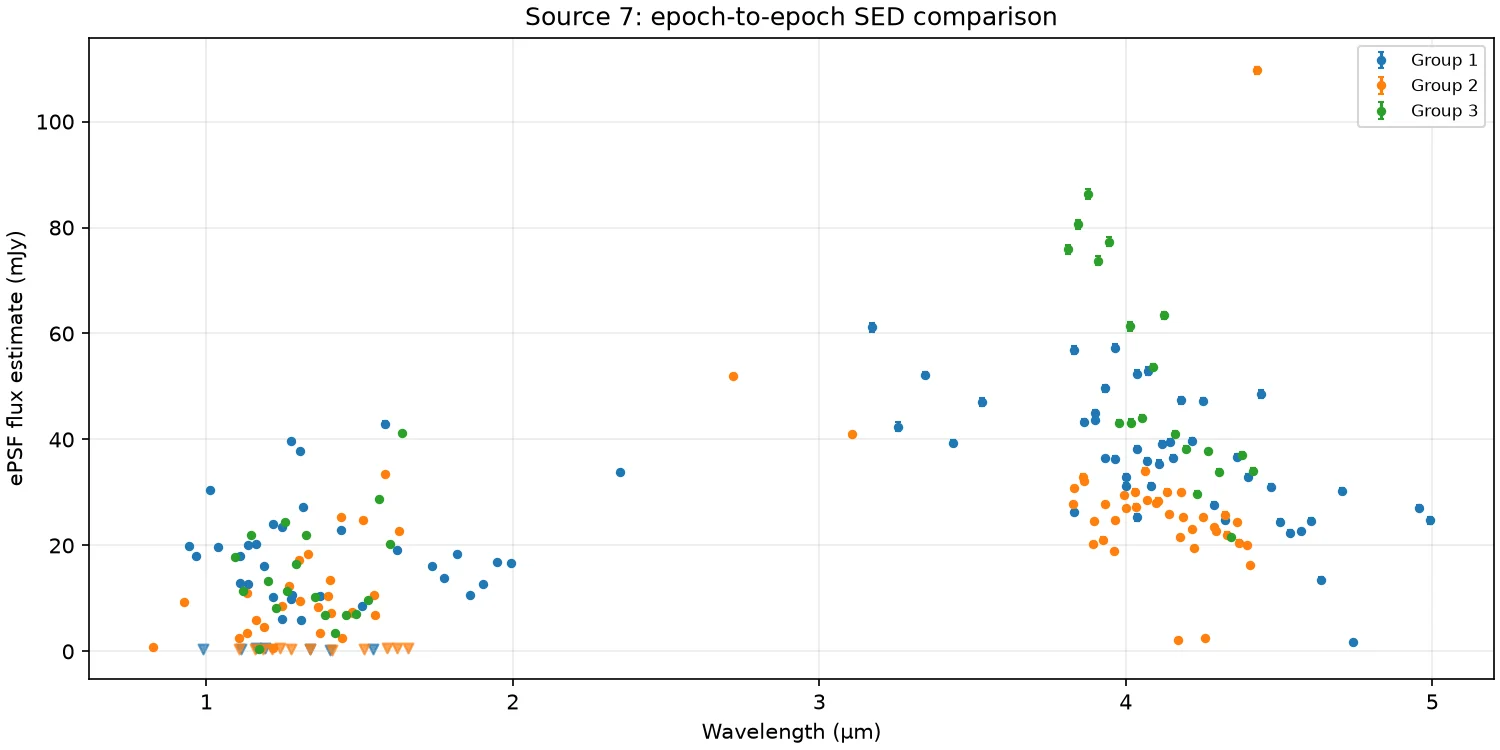 Source 7: epoch-to-epoch SED comparison
ePSF flux estimate (mJy)
100
80
60
40
20
0
Group 1
Group 2
Group 3
1
2
3
4
5
Wavelength (µm)